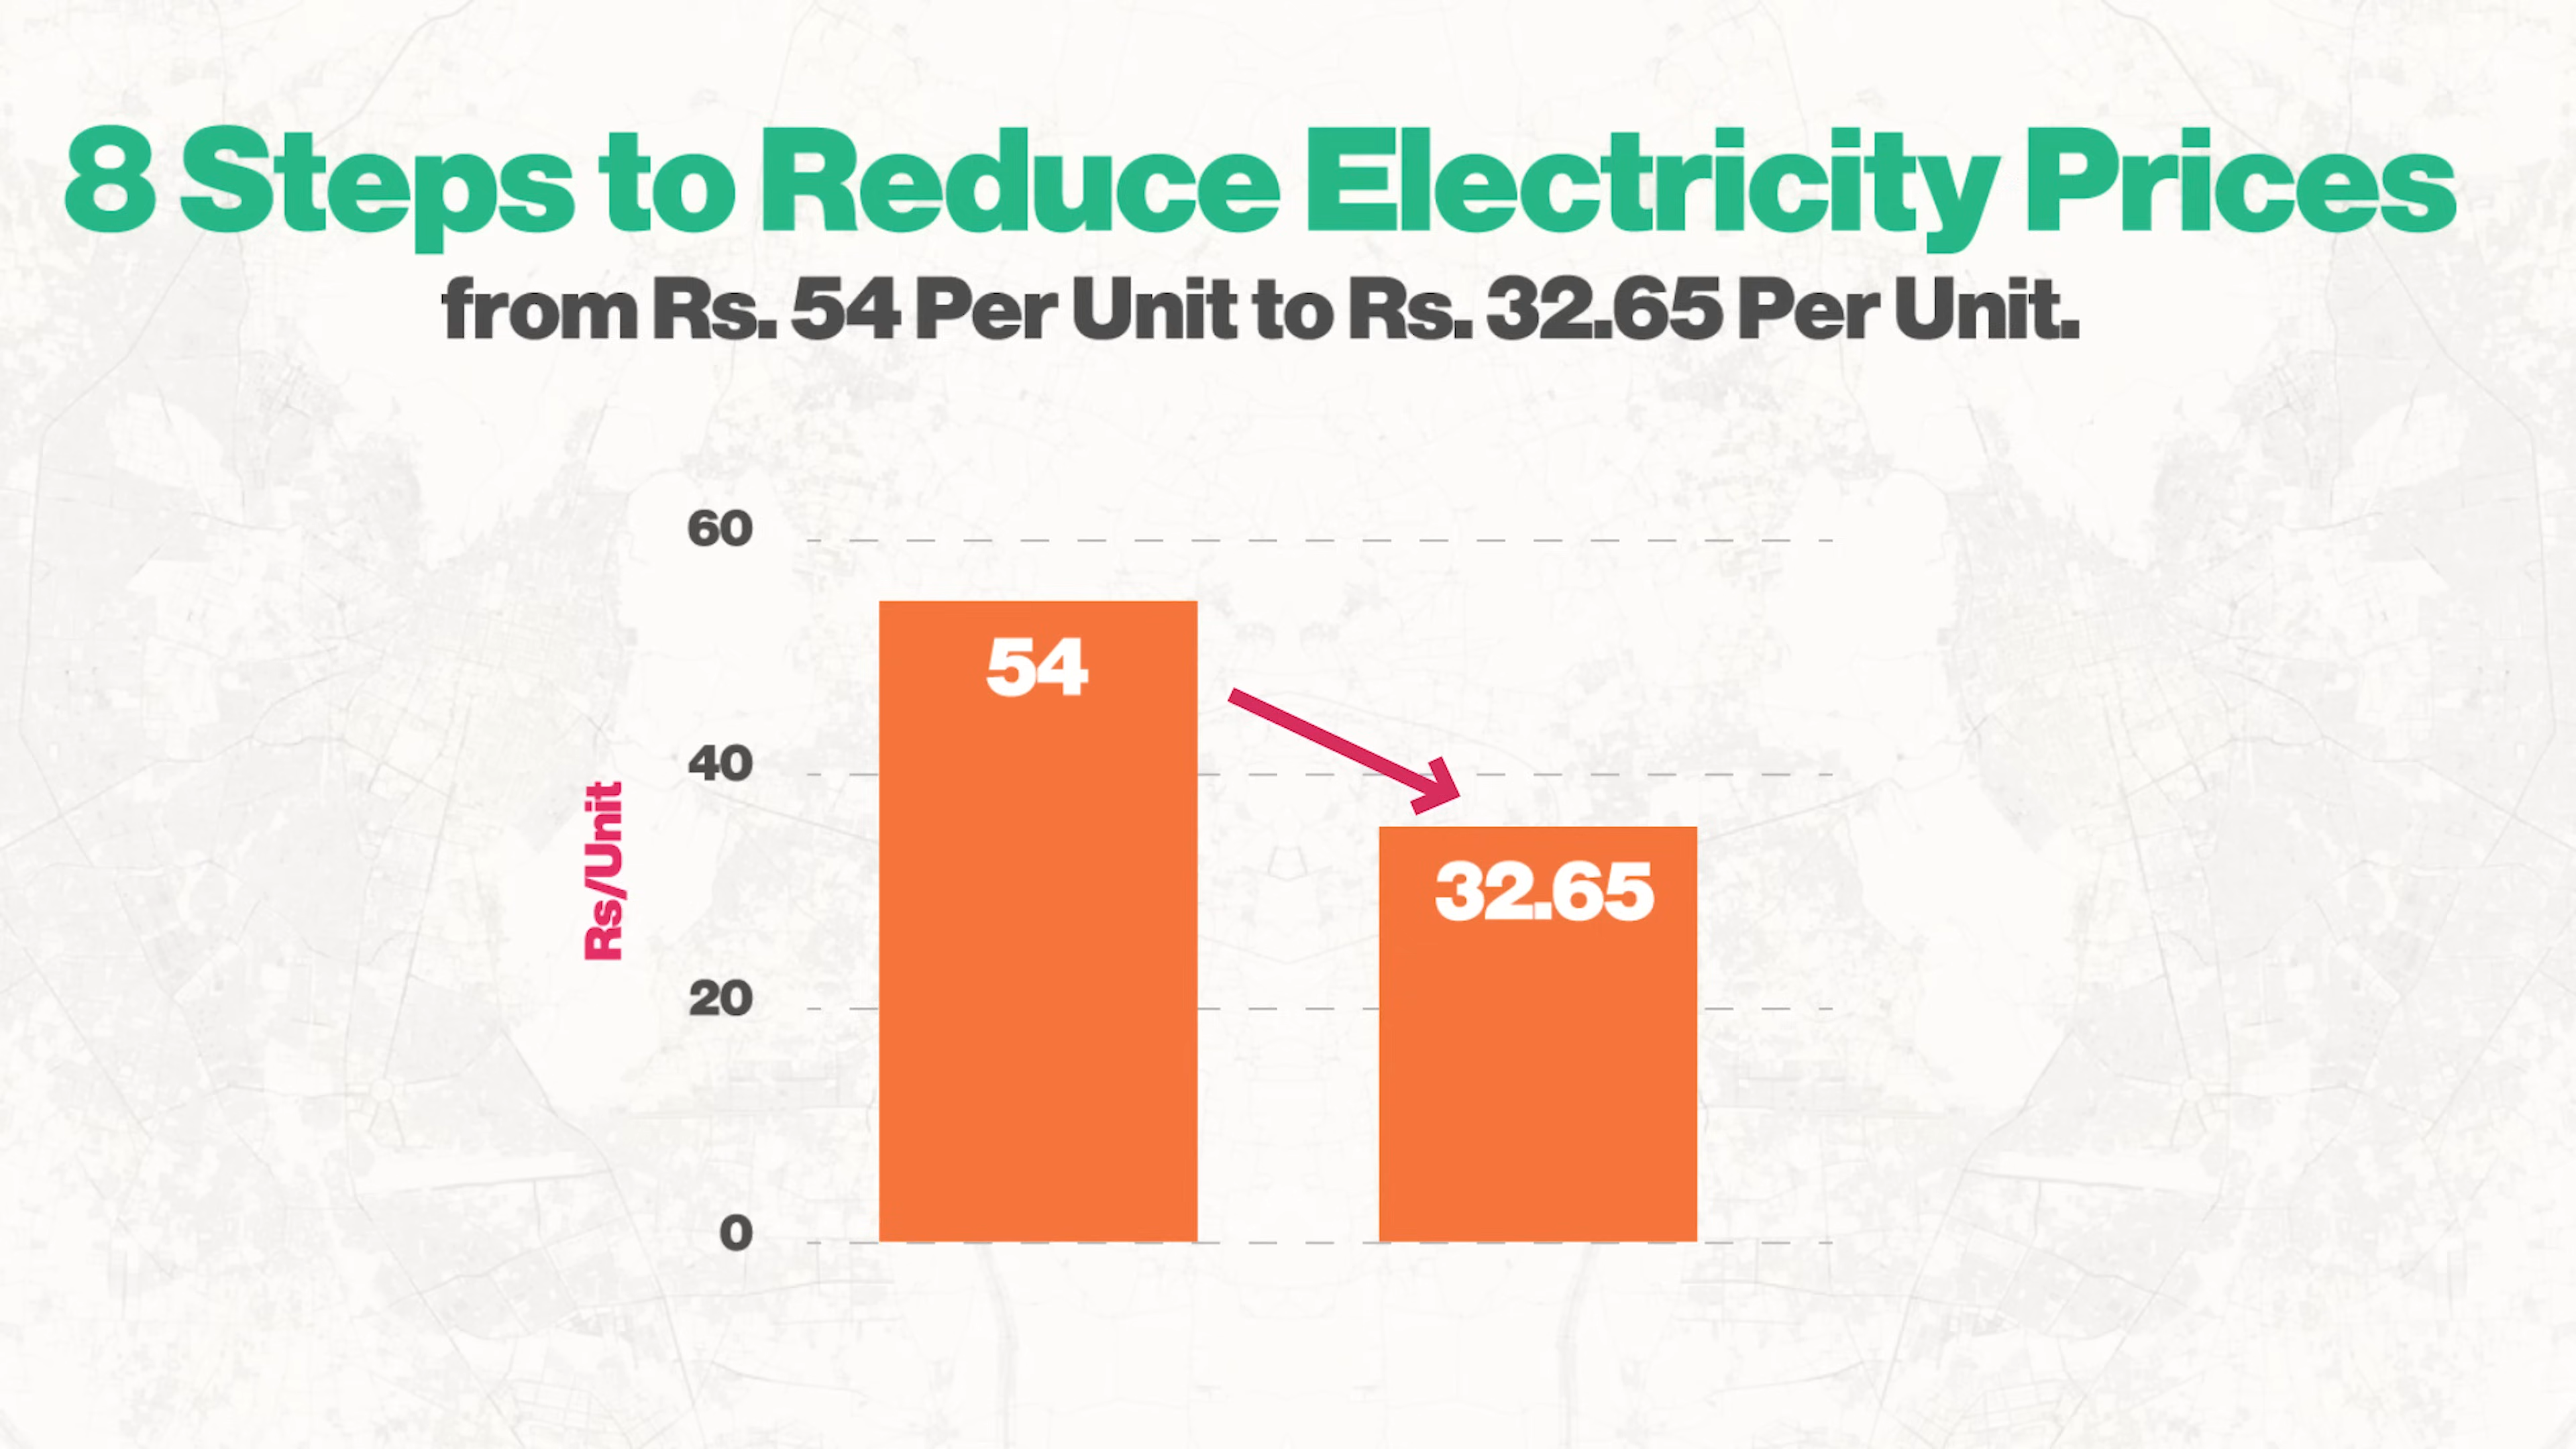 8 Steps to Reduce Electricity Prices
from Rs. 54 Per Unit to Rs. 32.65 Per Unit.
60
54
40
32.65
Rs/Unit
20
0